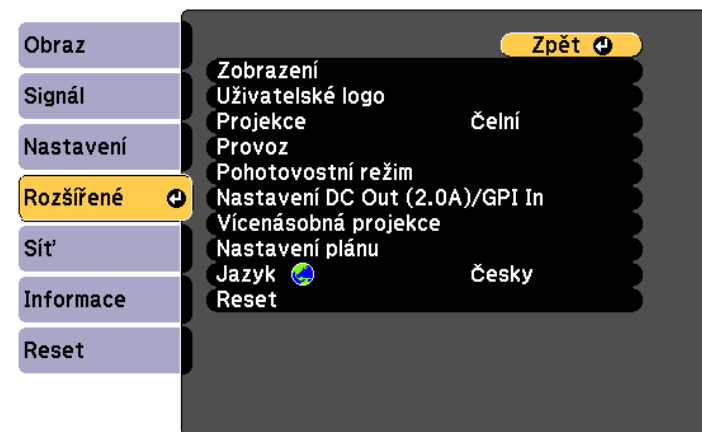 Obraz
Signál
Nastavení
Rozšířené
Síť
Informace
Reset
Zpět
Zobrazení
Uživatelské logo
Projekce Čelní
Provoz
Pohotovostní režim
Nastavení DC Out (2.0A)/GPI In
Vícenásobná projekce
Nastavení plánu
Jazyk Česky
Reset